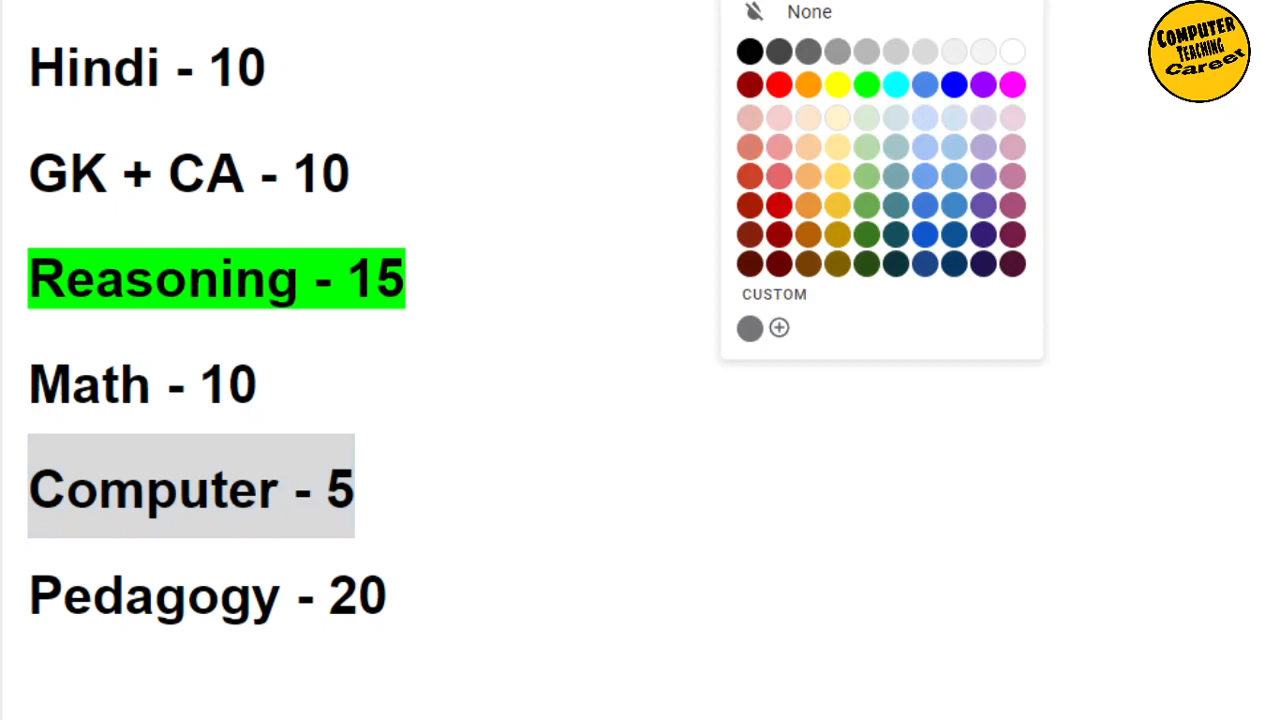 None
Hindi - 10
GK + CA - 10
Reasoning - 15
Math - 10
Computer - 5
Pedagogy - 20
CUSTOM
COMPUTER
TEACHING
Career